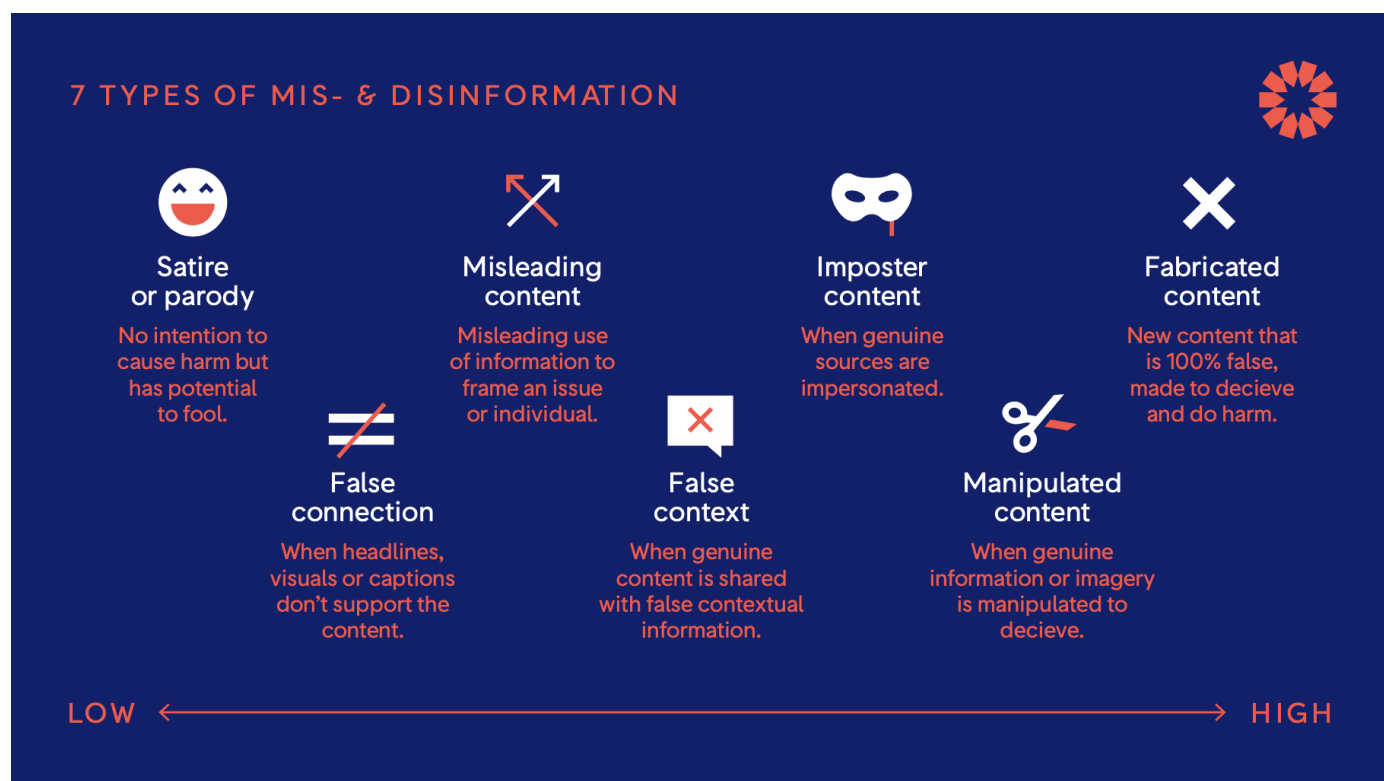 7 TYPES OF MIS- & DISINFORMATION
Satire
or parody
No intention to
cause harm but
has potential
to fool.
False
connection
When headlines,
visuals or captions
don't support the
content.
Misleading
content
Misleading use
of information to
frame an issue
or individual.
False
context
When genuine
content is shared
with false contextual
information.
Imposter
content
When genuine
sources are
impersonated.
Manipulated
content
When genuine
information or imagery
is manipulated to
decieve.
Fabricated
content
New content that
is 100% false,
made to decieve
and do harm.
LOW
HIGH